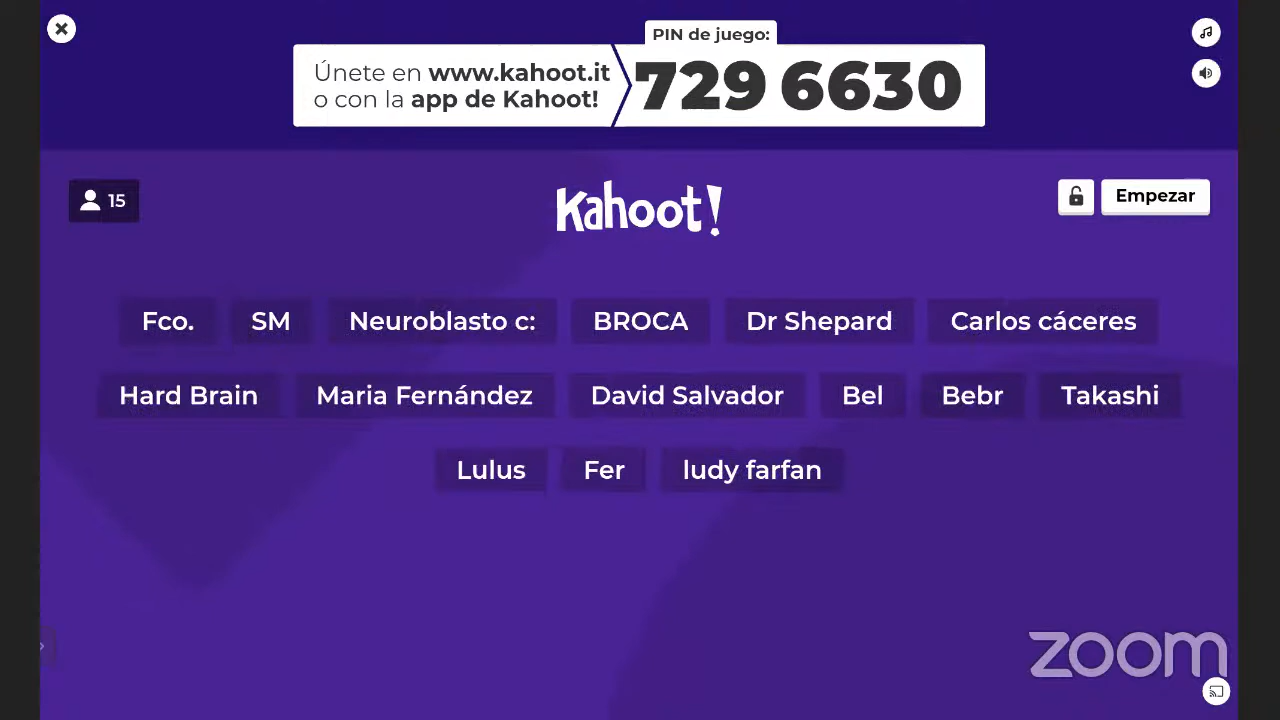 PIN de juego:
Únete en www.kahoot.it
o con la app de Kahoot!
729 6630
15
Kahoot!
Empezar
Fco. SM Neuroblasto c: BROCA Dr Shepard Carlos cáceres
Hard Brain Maria Fernández David Salvador Bel Bebr Takashi
Lulus Fer ludy farfan
zoom